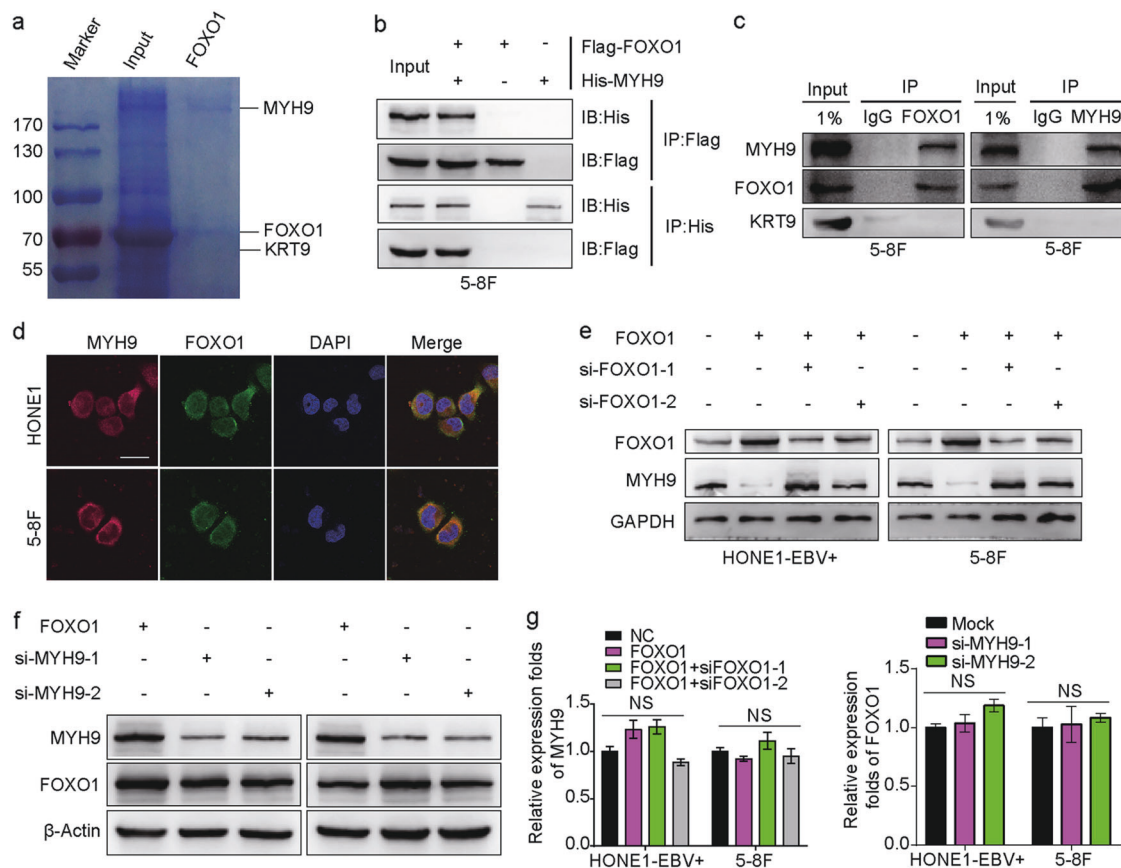 a
Marker Input FOXO1
MYH9
170
130
100
FOXO1
70
KRT9
55
b
Input + + - Flag-FOXO1
+ - + His-MYH9
IB:His
IP:Flag
IB:Flag
IB:His
IP:His
IB:Flag
5-8F
c
Input IP Input IP
1% IgG FOXO1 1% IgG MYH9
MYH9
FOXO1
KRT9
5-8F 5-8F
d
MYH9 FOXO1 DAPI Merge
HONE1
5-8F
e
FOXO1 - + + + - + + +
si-FOXO1-1 - - + - - - + -
si-FOXO1-2 - - - + - - - +
FOXO1
MYH9
GAPDH
HONE1-EBV+ 5-8F
f
FOXO1 + - - + - -
si-MYH9-1 - + - - + -
si-MYH9-2 - - + - - +
MYH9
FOXO1
β-Actin
g
NC
FOXO1
FOXO1+siFOXO1-1
FOXO1+siFOXO1-2
Relative expression folds
of MYH9
1.5
1.0
0.5
0.0
NS NS
HONE1-EBV+ 5-8F
Mock
si-MYH9-1
si-MYH9-2
Relative expression
folds of FOXO1
1.5
1.0
0.5
0.0
NS NS
HONE1-EBV+ 5-8F